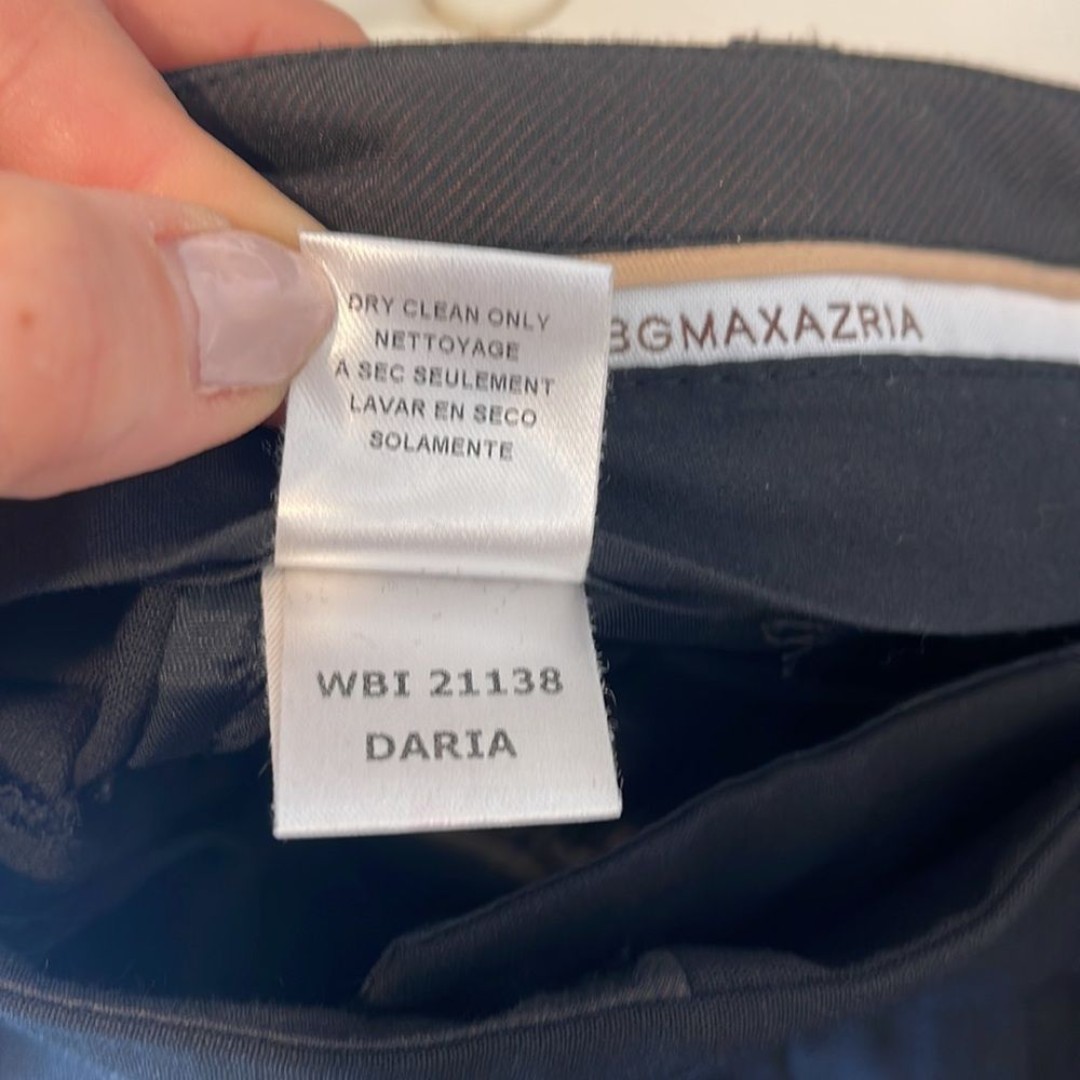 DRY CLEAN ONLY
NETTOYAGE
A SEC SEULEMENT
LAVAR EN SECO
SOLAMENTE
BGMAXAZRIA
WBI 21138
DARIA